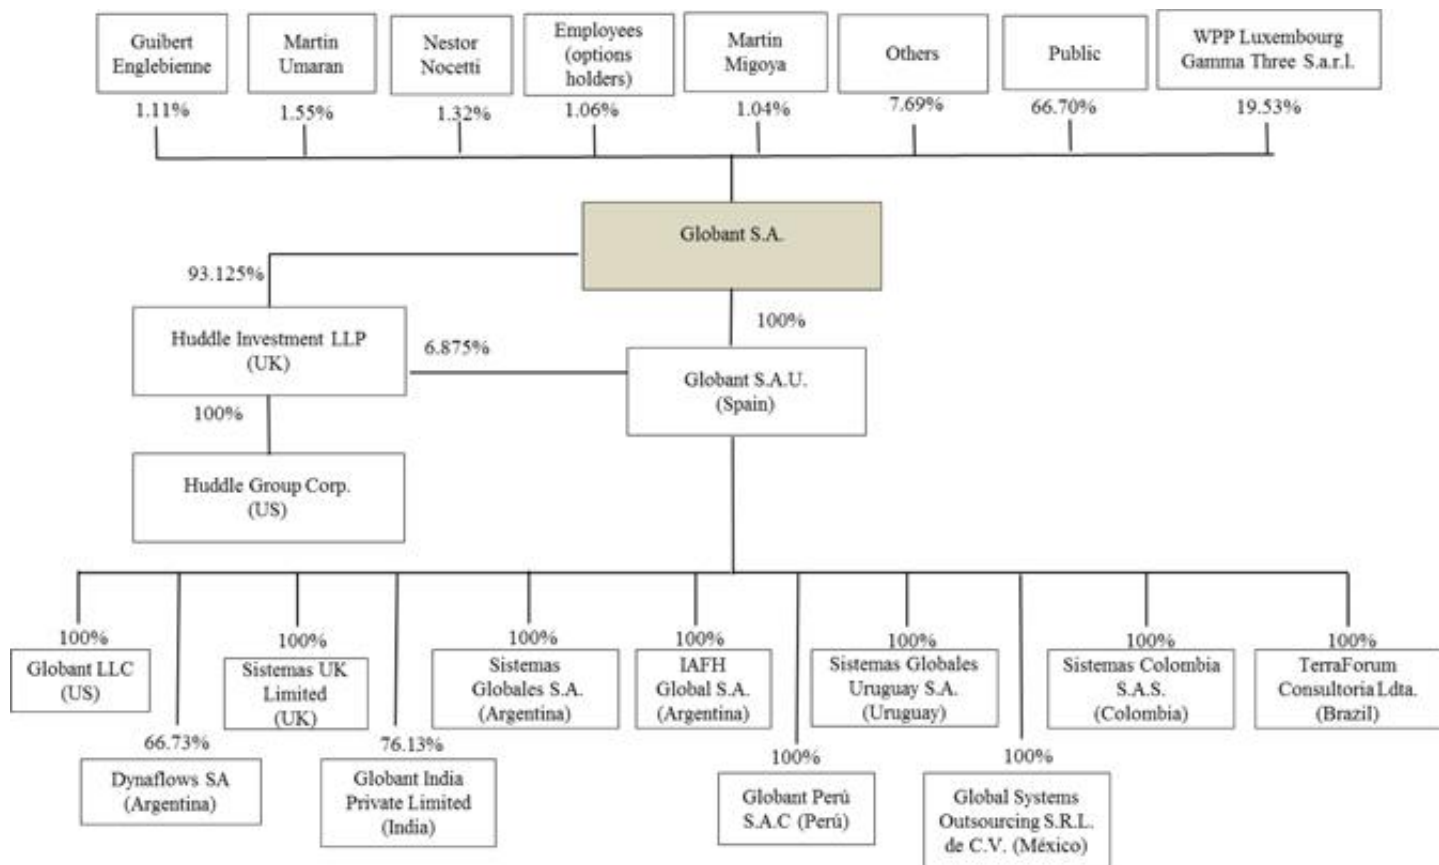 Guibert
Englebienne
Martin
Umaran
Nestor
Nocetti
Employees
(options
holders)
Martin
Migoya
Others
Public
WPP Luxembourg
Gamma Three S.a.r.l.
1.11%
1.55%
1.32%
1.06%
1.04%
7.69%
66.70%
19.53%
Globant S.A.
93.125%
100%
Huddle Investment LLP
(UK)
6.875%
Globant S.A.U.
(Spain)
100%
Huddle Group Corp.
(US)
100%
Globant LLC
(US)
100%
Sistemas UK
Limited
(UK)
100%
Sistemas
Globales S.A.
(Argentina)
100%
IAFH
Global S.A.
(Argentina)
100%
Sistemas Globales
Uruguay S.A.
(Uruguay)
100%
Sistemas Colombia
S.A.S.
(Colombia)
100%
TerraForum
Consultoria Ldta.
(Brazil)
66.73%
Dynaflows SA
(Argentina)
76.13%
Globant India
Private Limited
(India)
100%
Globant Perú
S.A.C (Perú)
100%
Global Systems
Outsourcing S.R.L.
de C.V. (México)